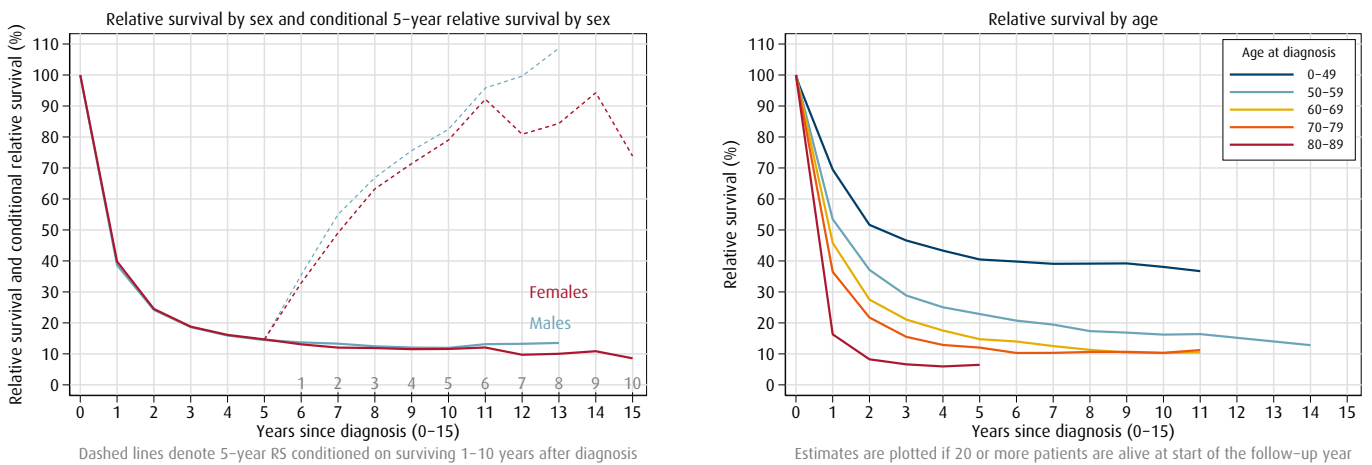 Relative survival by sex and conditional 5-year relative survival by sex
Relative survival and conditional relative survival (%)
110
100
90
80
70
60
50
40
30
20
10
0
Females
Males
1 2 3 4 5 6 7 8 9 10
0 1 2 3 4 5 6 7 8 9 10 11 12 13 14 15
Years since diagnosis (0-15)
Dashed lines denote 5-year RS conditioned on surviving 1-10 years after diagnosis
Relative survival by age
Relative survival (%)
110
100
90
80
70
60
50
40
30
20
10
0
Age at diagnosis
0-49
50-59
60-69
70-79
80-89
0 1 2 3 4 5 6 7 8 9 10 11 12 13 14 15
Years since diagnosis (0-15)
Estimates are plotted if 20 or more patients are alive at start of the follow-up year